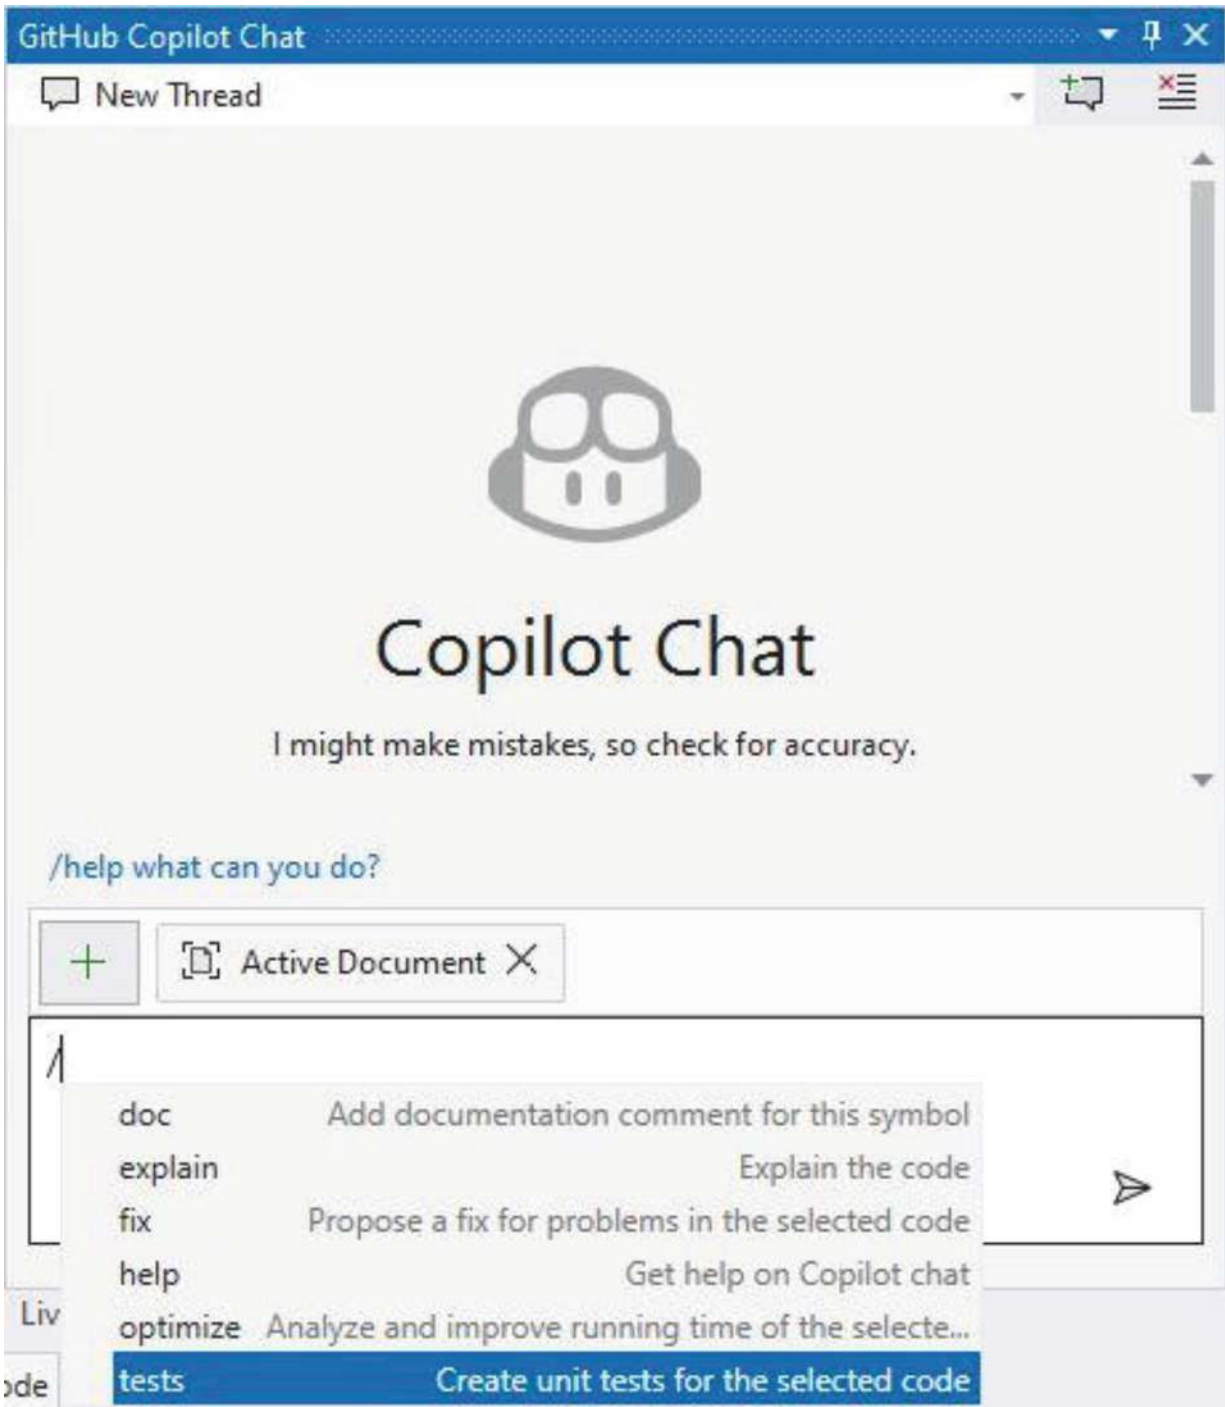 GitHub Copilot Chat
New Thread
Copilot Chat
I might make mistakes, so check for accuracy.
/help what can you do?
Active Document
/
doc Add documentation comment for this symbol
explain Explain the code
fix Propose a fix for problems in the selected code
help Get help on Copilot chat
Liv
optimize Analyze and improve running time of the selecte...
ode tests Create unit tests for the selected code